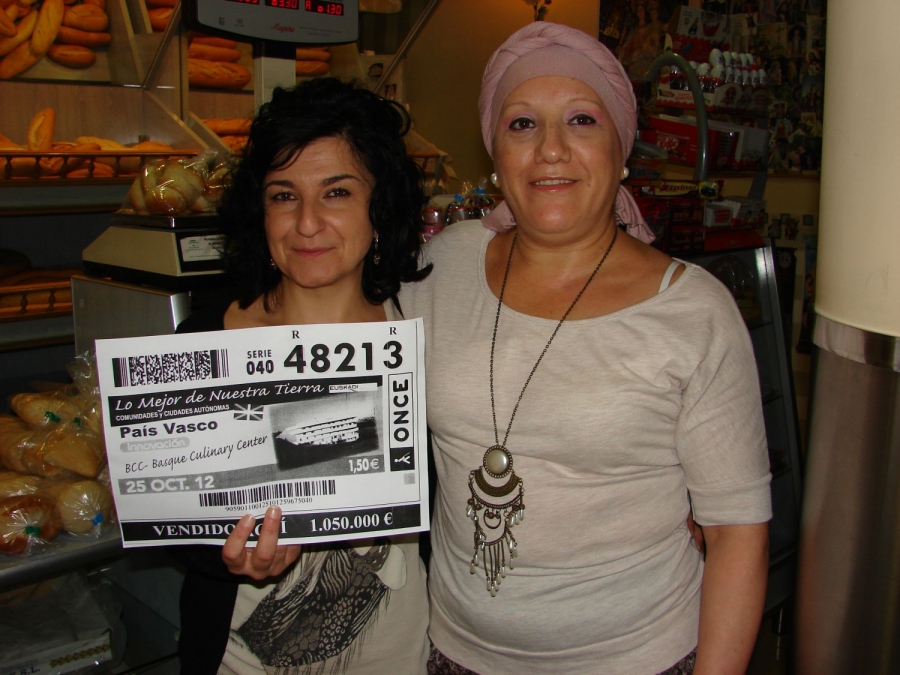 R R
SERIE 040 48213
Lo Mejor de Nuestra Tierra EUSKADI
COMUNIDADES y CIUDADES AUTÓNOMAS
País Vasco
Innovación
BCC- Basque Culinary Center
1,50€
25 OCT. 12
ONCE
905901100125101259675040
VENDIDO AQUÍ 1.050.000 €